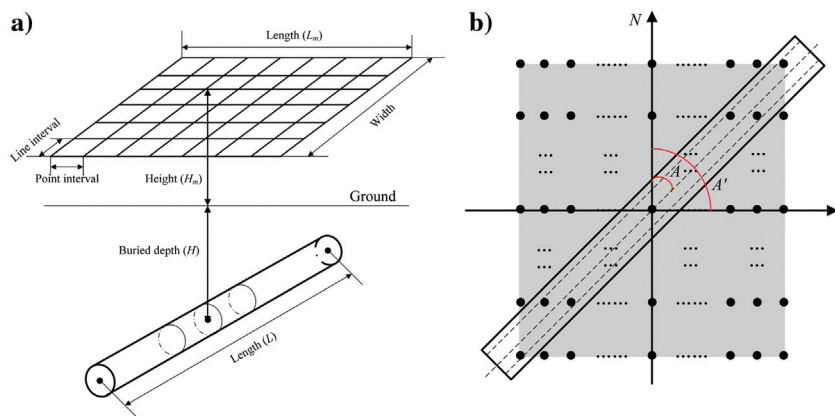 a)
Length (Lm)
Width
Line interval
Point interval
Height (Hm)
Ground
Buried depth (H)
Length (L)
b)
N
...... ......
...... ......
... ...
... ...
A
A'
...... ......
... ...
... ...
...... ......
...... ......